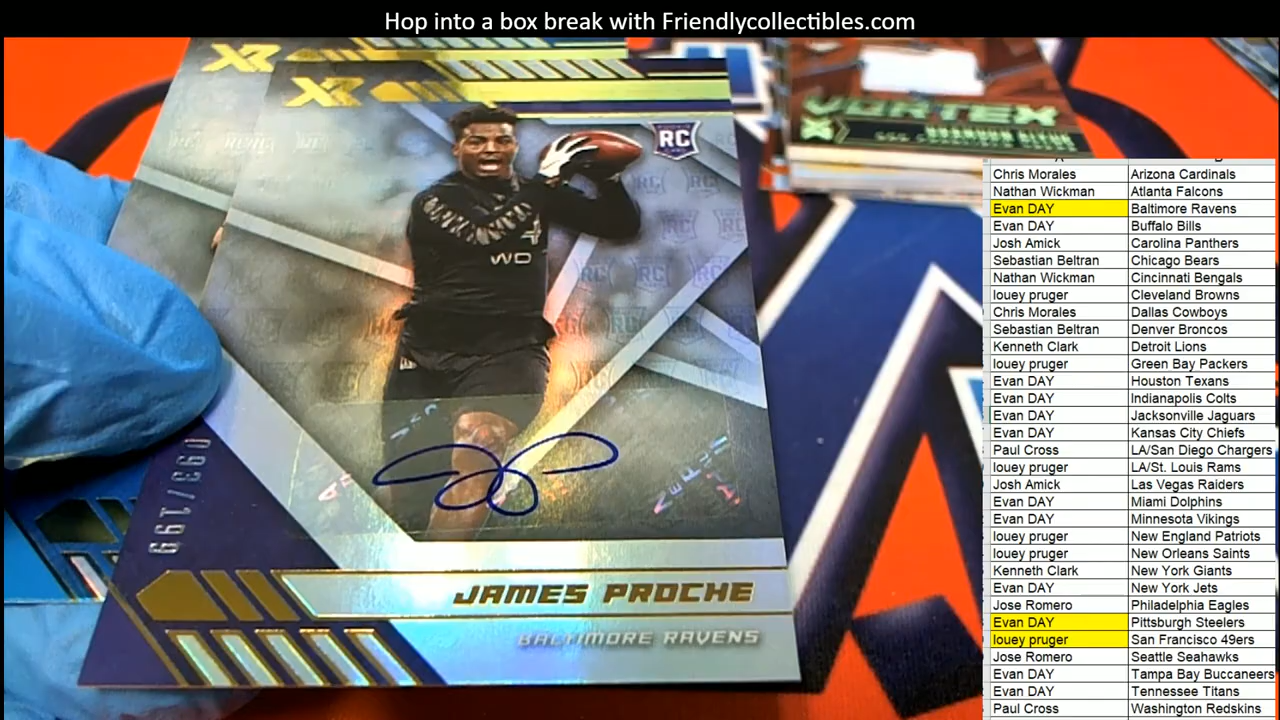 Hop into a box break with Friendlycollectibles.com
XR
XR
RC
VORTEX
WO
093/199
JAMES PROCHE
BALTIMORE RAVENS
Chris Morales Arizona Cardinals
Nathan Wickman Atlanta Falcons
Evan DAY Baltimore Ravens
Evan DAY Buffalo Bills
Josh Amick Carolina Panthers
Sebastian Beltran Chicago Bears
Nathan Wickman Cincinnati Bengals
louey pruger Cleveland Browns
Chris Morales Dallas Cowboys
Sebastian Beltran Denver Broncos
Kenneth Clark Detroit Lions
louey pruger Green Bay Packers
Evan DAY Houston Texans
Evan DAY Indianapolis Colts
Evan DAY Jacksonville Jaguars
Evan DAY Kansas City Chiefs
Paul Cross LA/San Diego Chargers
louey pruger LA/St. Louis Rams
Josh Amick Las Vegas Raiders
Evan DAY Miami Dolphins
Evan DAY Minnesota Vikings
louey pruger New England Patriots
louey pruger New Orleans Saints
Kenneth Clark New York Giants
Evan DAY New York Jets
Jose Romero Philadelphia Eagles
Evan DAY Pittsburgh Steelers
louey pruger San Francisco 49ers
Jose Romero Seattle Seahawks
Evan DAY Tampa Bay Buccaneers
Evan DAY Tennessee Titans
Paul Cross Washington Redskins